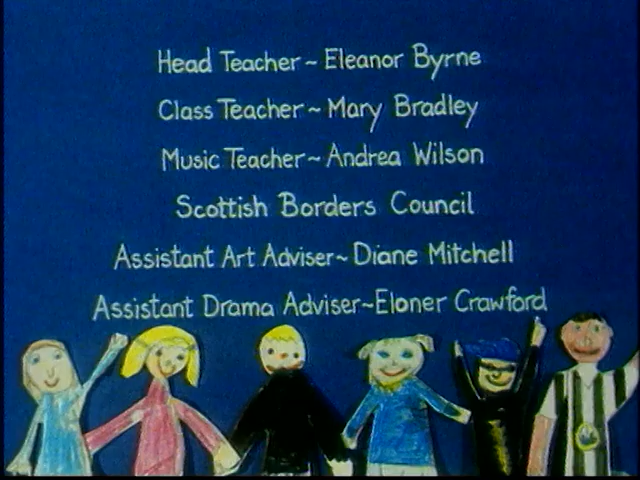 Head Teacher ~ Eleanor Byrne
Class Teacher ~ Mary Bradley
Music Teacher ~ Andrea Wilson
Scottish Borders Council
Assistant Art Adviser ~ Diane Mitchell
Assistant Drama Adviser ~ Eloner Crawford